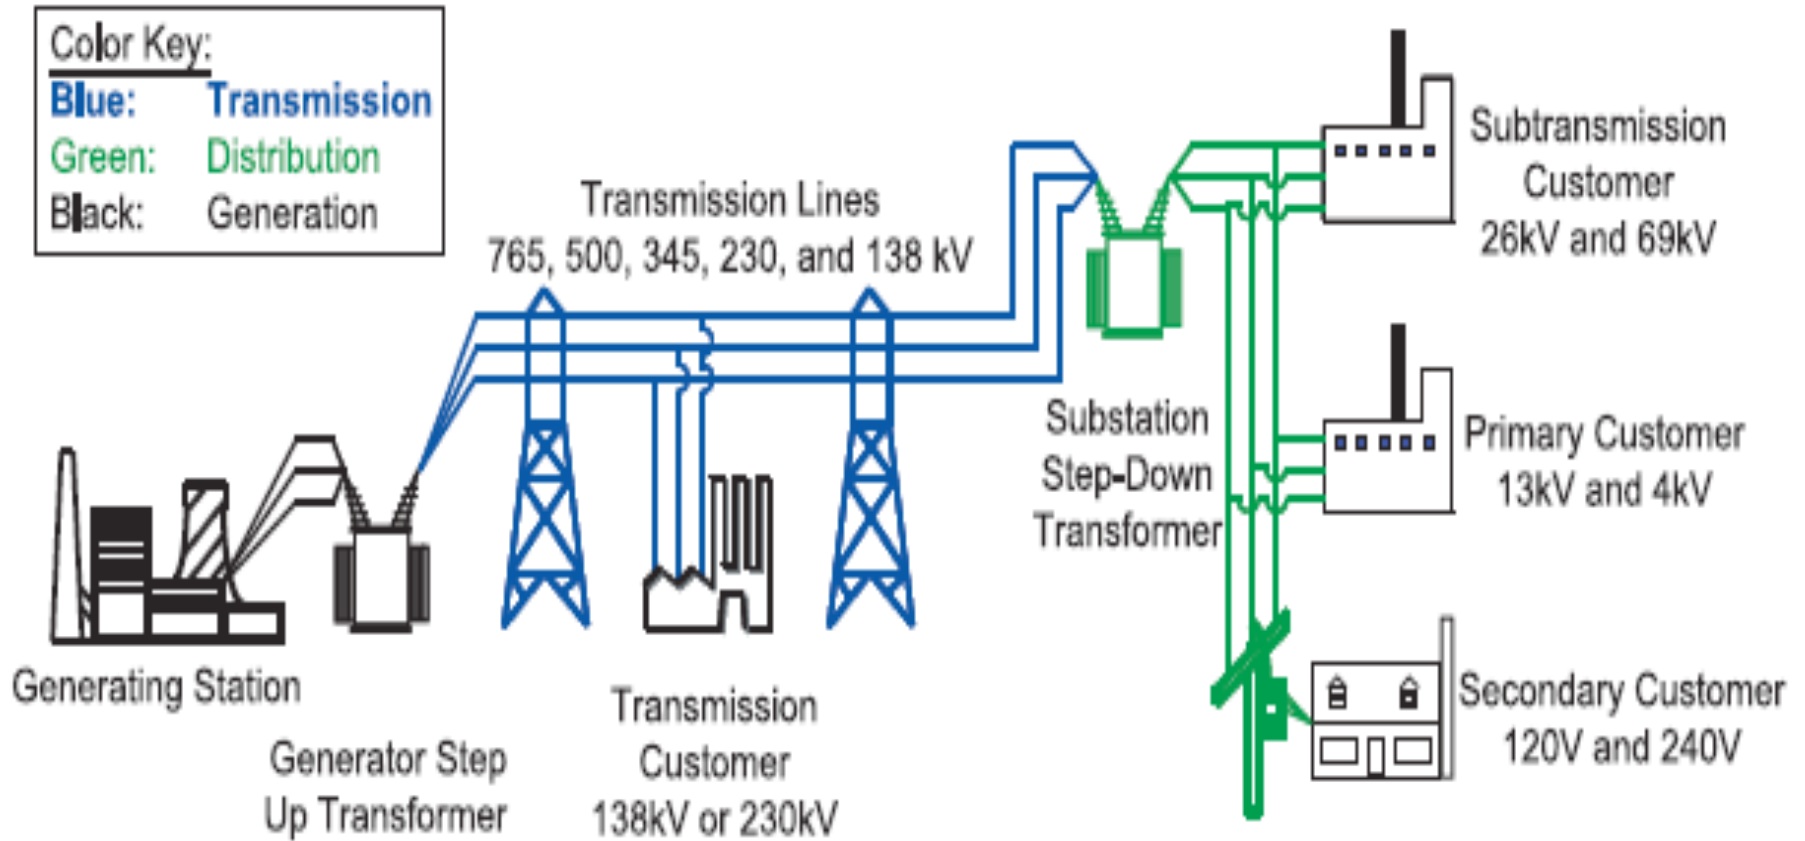 Color Key:
Blue: Transmission
Green: Distribution
Black: Generation
Transmission Lines
765, 500, 345, 230, and 138 kV
Subtransmission
Customer
26kV and 69kV
Substation
Step-Down
Transformer
Primary Customer
13kV and 4kV
Generating Station
Generator Step
Up Transformer
Transmission
Customer
138kV or 230kV
Secondary Customer
120V and 240V